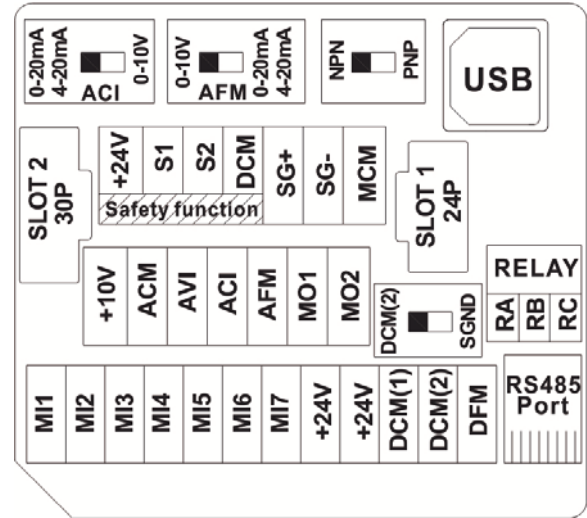 0-20mA
4-20mA
0-10V
ACI
0-10V
0-20mA
4-20mA
AFM
NPN
PNP
USB
SLOT 2
30P
+24V
S1
S2
DCM
SG+
SG-
MCM
Safety function
SLOT 1
24P
+10V
ACM
AVI
ACI
AFM
MO1
MO2
DCM(2)
SGND
RELAY
RA
RB
RC
MI1
MI2
MI3
MI4
MI5
MI6
MI7
+24V
+24V
DCM(1)
DCM(2)
DFM
RS485
Port